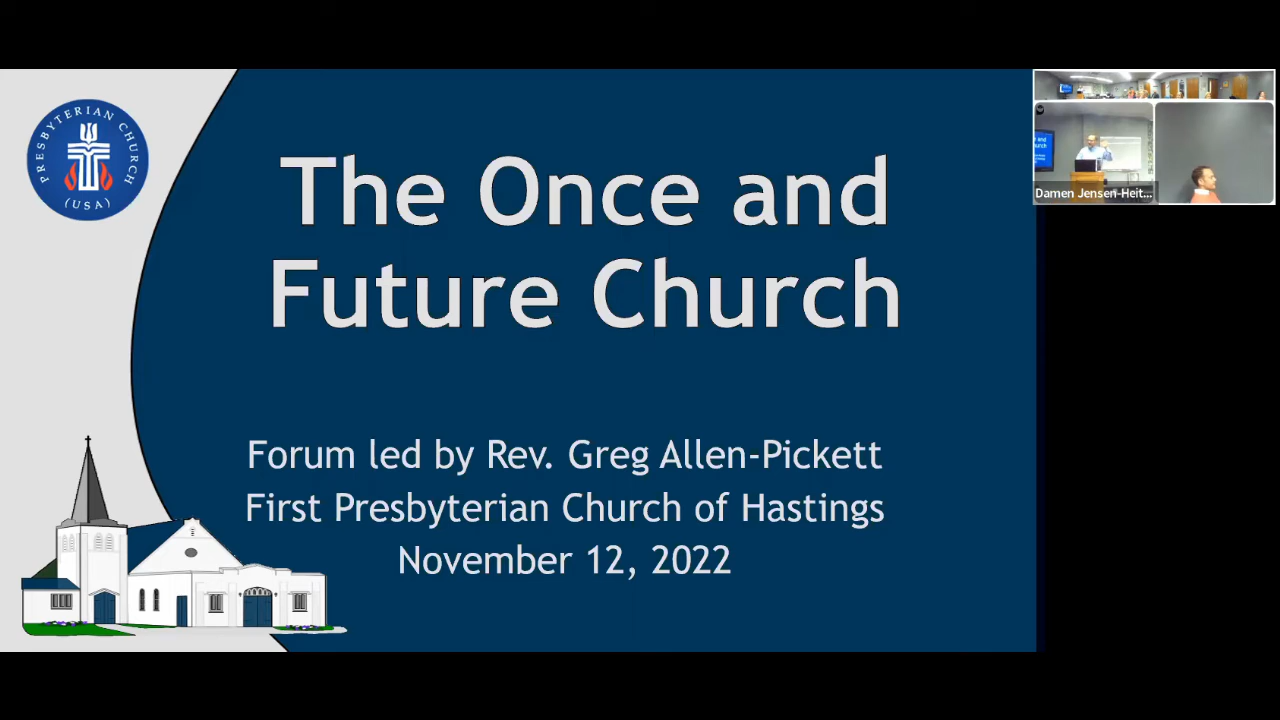 PRESBYTERIAN CHURCH
(USA)
The Once and
Future Church
Forum led by Rev. Greg Allen-Pickett
First Presbyterian Church of Hastings
November 12, 2022
Damen Jensen-Heit...